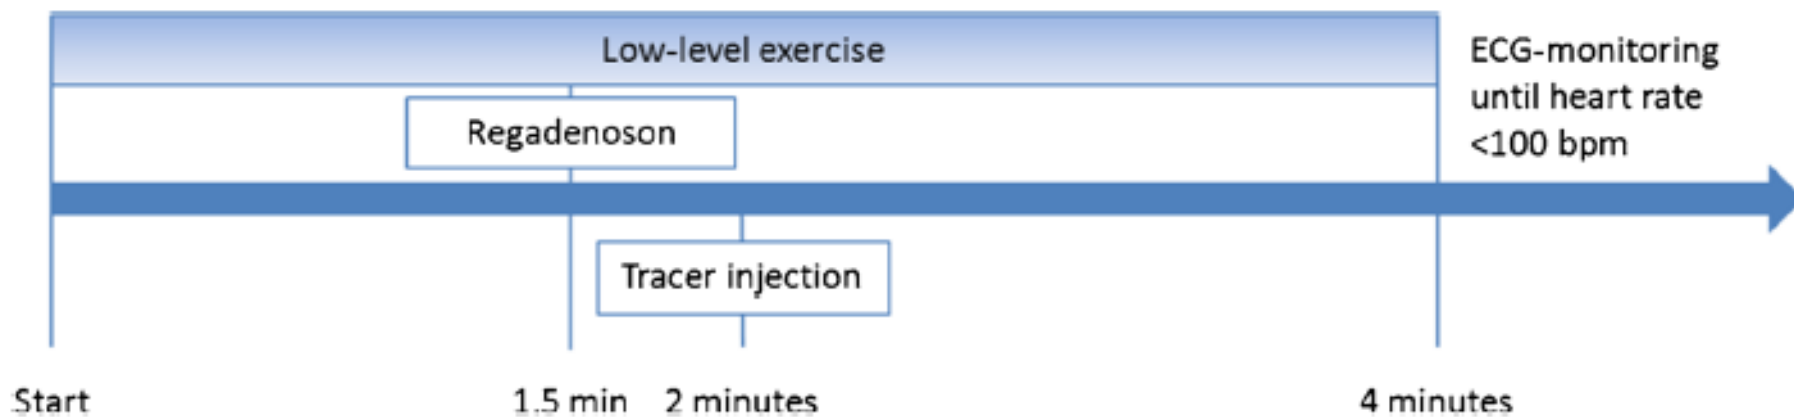 Low-level exercise
ECG-monitoring
until heart rate
<100 bpm
Regadenoson
Tracer injection
Start
1.5 min
2 minutes
4 minutes